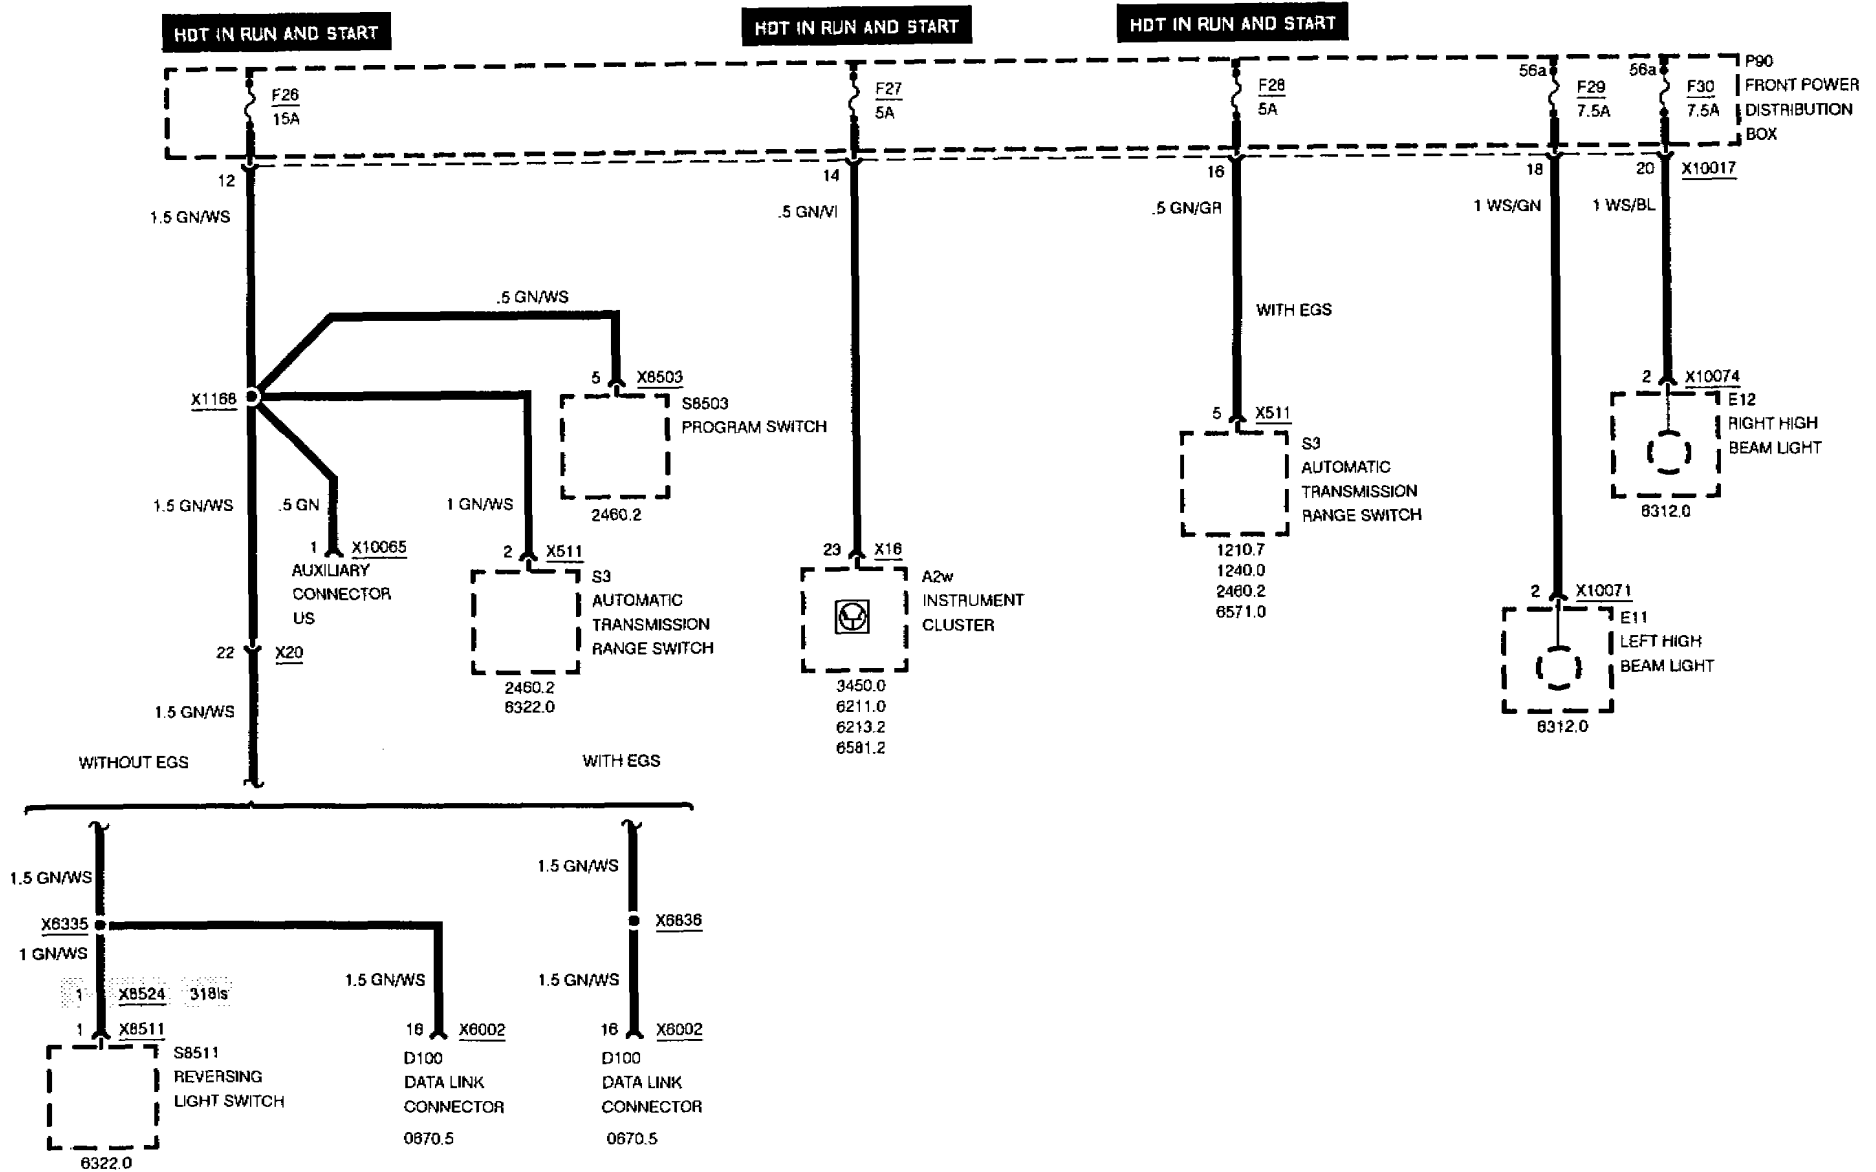 HOT IN RUN AND START
HOT IN RUN AND START
HOT IN RUN AND START
P90
FRONT POWER
DISTRIBUTION
BOX
F26
15A
F27
5A
F28
5A
56a
F29
7.5A
56a
F30
7.5A
12
14
16
18
20
X10017
1.5 GN/WS
.5 GN/VI
.5 GN/GR
1 WS/GN
1 WS/BL
.5 GN/WS
WITH EGS
X1168
5
X8503
S8503
PROGRAM SWITCH
2460.2
5
X511
S3
AUTOMATIC
TRANSMISSION
RANGE SWITCH
1210.7
1240.0
2460.2
6571.0
2
X10074
E12
RIGHT HIGH
BEAM LIGHT
6312.0
1.5 GN/WS
.5 GN
1 GN/WS
1
X10065
AUXILIARY
CONNECTOR
US
2
X511
S3
AUTOMATIC
TRANSMISSION
RANGE SWITCH
2460.2
6322.0
23
X16
A2w
INSTRUMENT
CLUSTER
3450.0
6211.0
6213.2
6581.2
2
X10071
E11
LEFT HIGH
BEAM LIGHT
6312.0
22
X20
1.5 GN/WS
WITHOUT EGS
WITH EGS
1.5 GN/WS
1.5 GN/WS
X6335
X6836
1 GN/WS
1.5 GN/WS
1.5 GN/WS
1
X8524
318is
1
X8511
16
X6002
16
X6002
S8511
REVERSING
LIGHT SWITCH
6322.0
D100
DATA LINK
CONNECTOR
0670.5
D100
DATA LINK
CONNECTOR
0670.5